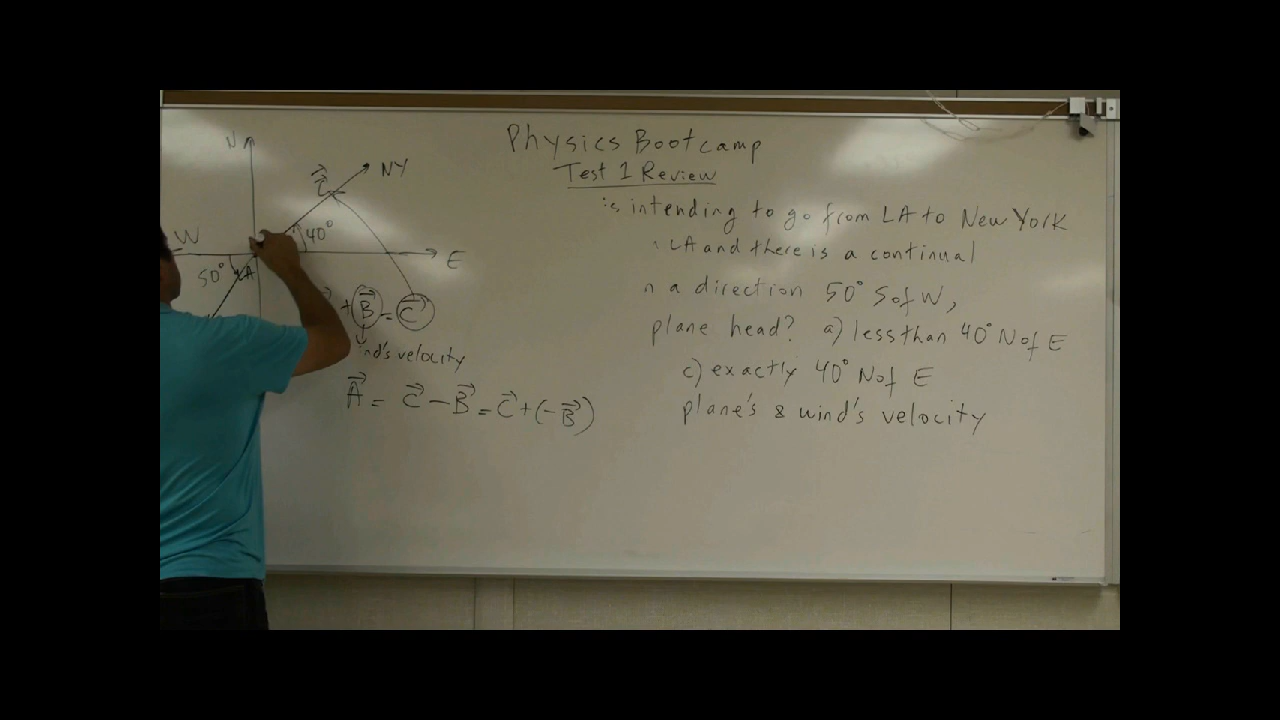 Physics Bootcamp
Test 1 Review
is intending to go from LA to New York
LA and there is a continual
n a direction 50° S of W,
plane head? a) less than 40° N of E
c) exactly 40° N of E
plane's & wind's velocity
N
C⃗
NY
W
40°
E
50°
LA
+ B⃗ = C⃗
ind's velocity
A⃗ = C⃗ - B⃗ = C⃗ + (-B⃗)